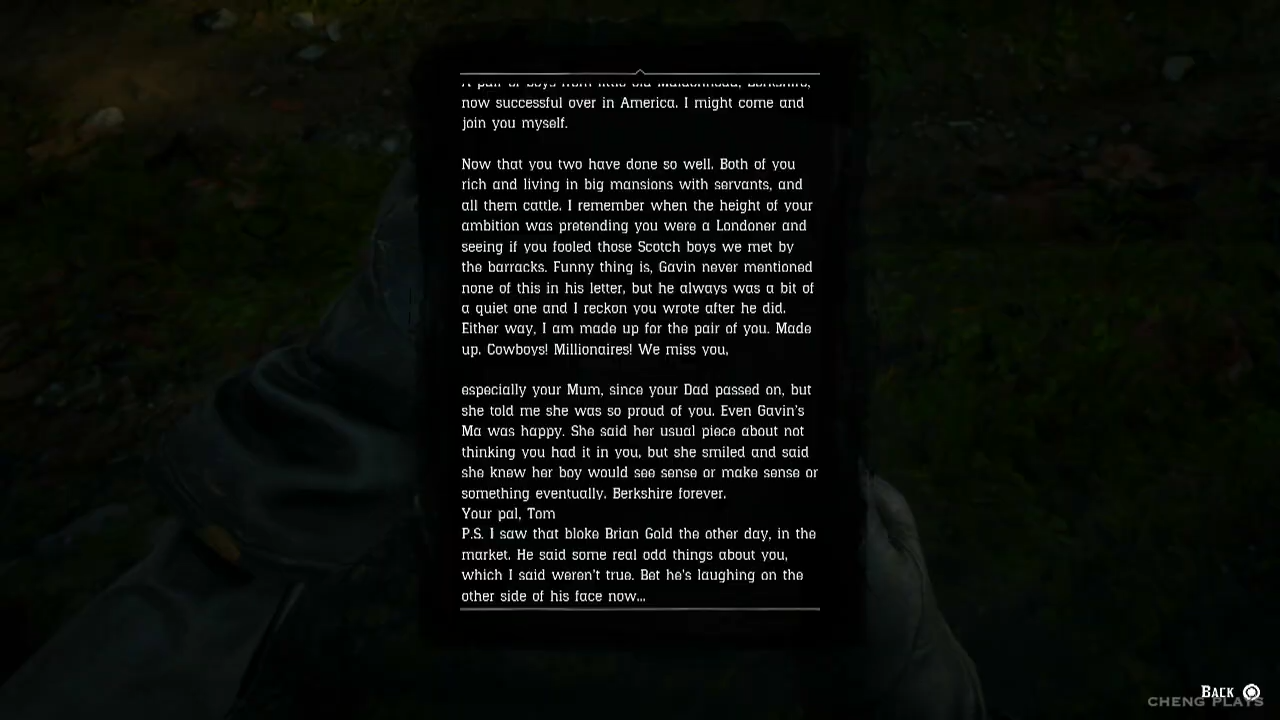 A pair of boys from little old Maidenhead, Berkshire,
now successful over in America. I might come and
join you myself.
Now that you two have done so well. Both of you
rich and living in big mansions with servants, and
all them cattle. I remember when the height of your
ambition was pretending you were a Londoner and
seeing if you fooled those Scotch boys we met by
the barracks. Funny thing is, Gavin never mentioned
none of this in his letter, but he always was a bit of
a quiet one and I reckon you wrote after he did.
Either way, I am made up for the pair of you. Made
up. Cowboys! Millionaires! We miss you,
especially your Mum, since your Dad passed on, but
she told me she was so proud of you. Even Gavin's
Ma was happy. She said her usual piece about not
thinking you had it in you, but she smiled and said
she knew her boy would see sense or make sense or
something eventually. Berkshire forever.
Your pal, Tom
P.S. I saw that bloke Brian Gold the other day, in the
market. He said some real odd things about you,
which I said weren't true. Bet he's laughing on the
other side of his face now...
Back
CHENG PLAYS